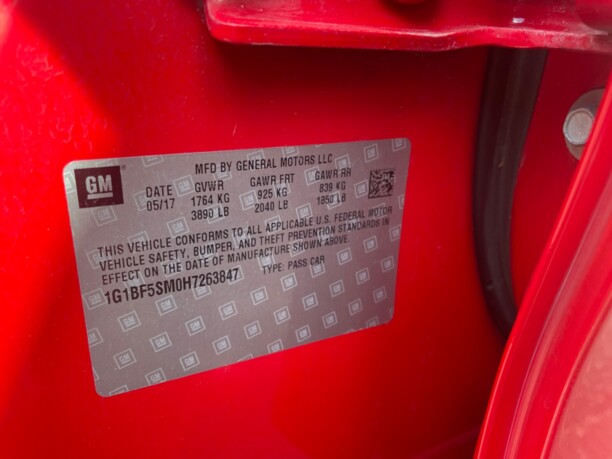 GM
MFD BY GENERAL MOTORS LLC
DATE GVWR GAWR FRT GAWR RR
05/17 1764 KG 925 KG 839 KG
3890 LB 2040 LB 1850 LB
THIS VEHICLE CONFORMS TO ALL APPLICABLE U.S. FEDERAL MOTOR
VEHICLE SAFETY, BUMPER, AND THEFT PREVENTION STANDARDS IN
EFFECT ON THE DATE OF MANUFACTURE SHOWN ABOVE.
1G1BF5SM0H7263847 TYPE: PASS CAR